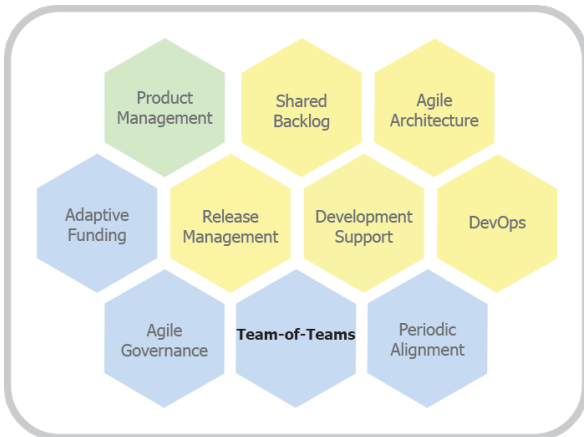 Product
Management
Shared
Backlog
Agile
Architecture
Adaptive
Funding
Release
Management
Development
Support
DevOps
Agile
Governance
Team-of-Teams
Periodic
Alignment